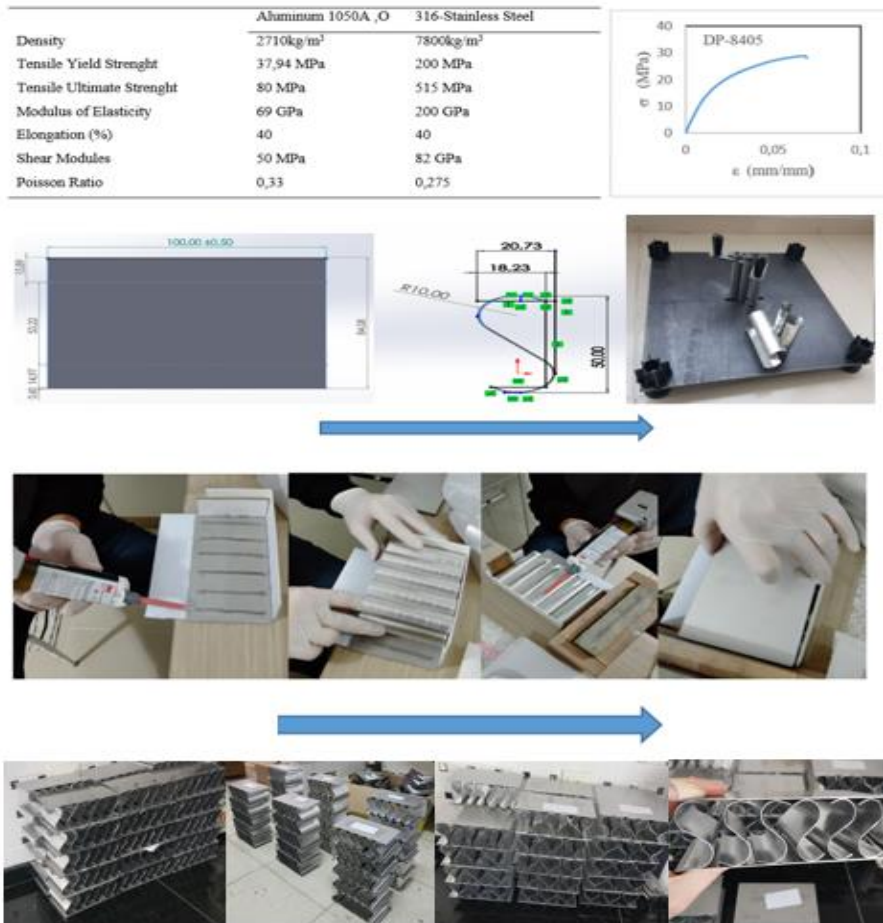 Aluminum 1050A ,O 316-Stainless Steel
Density 2710kg/m³ 7800kg/m³
Tensile Yield Strenght 37,94 MPa 200 MPa
Tensile Ultimate Strenght 80 MPa 515 MPa
Modulus of Elasticity 69 GPa 200 GPa
Elongation (%) 40 40
Shear Modules 50 MPa 82 GPa
Poisson Ratio 0,33 0,275
DP-8405
σ (MPa)
40
30
20
10
0
0 0,05 0,1
ε (mm/mm)
100,00 ±0,50
20,73
18,23
R10,00
50,00